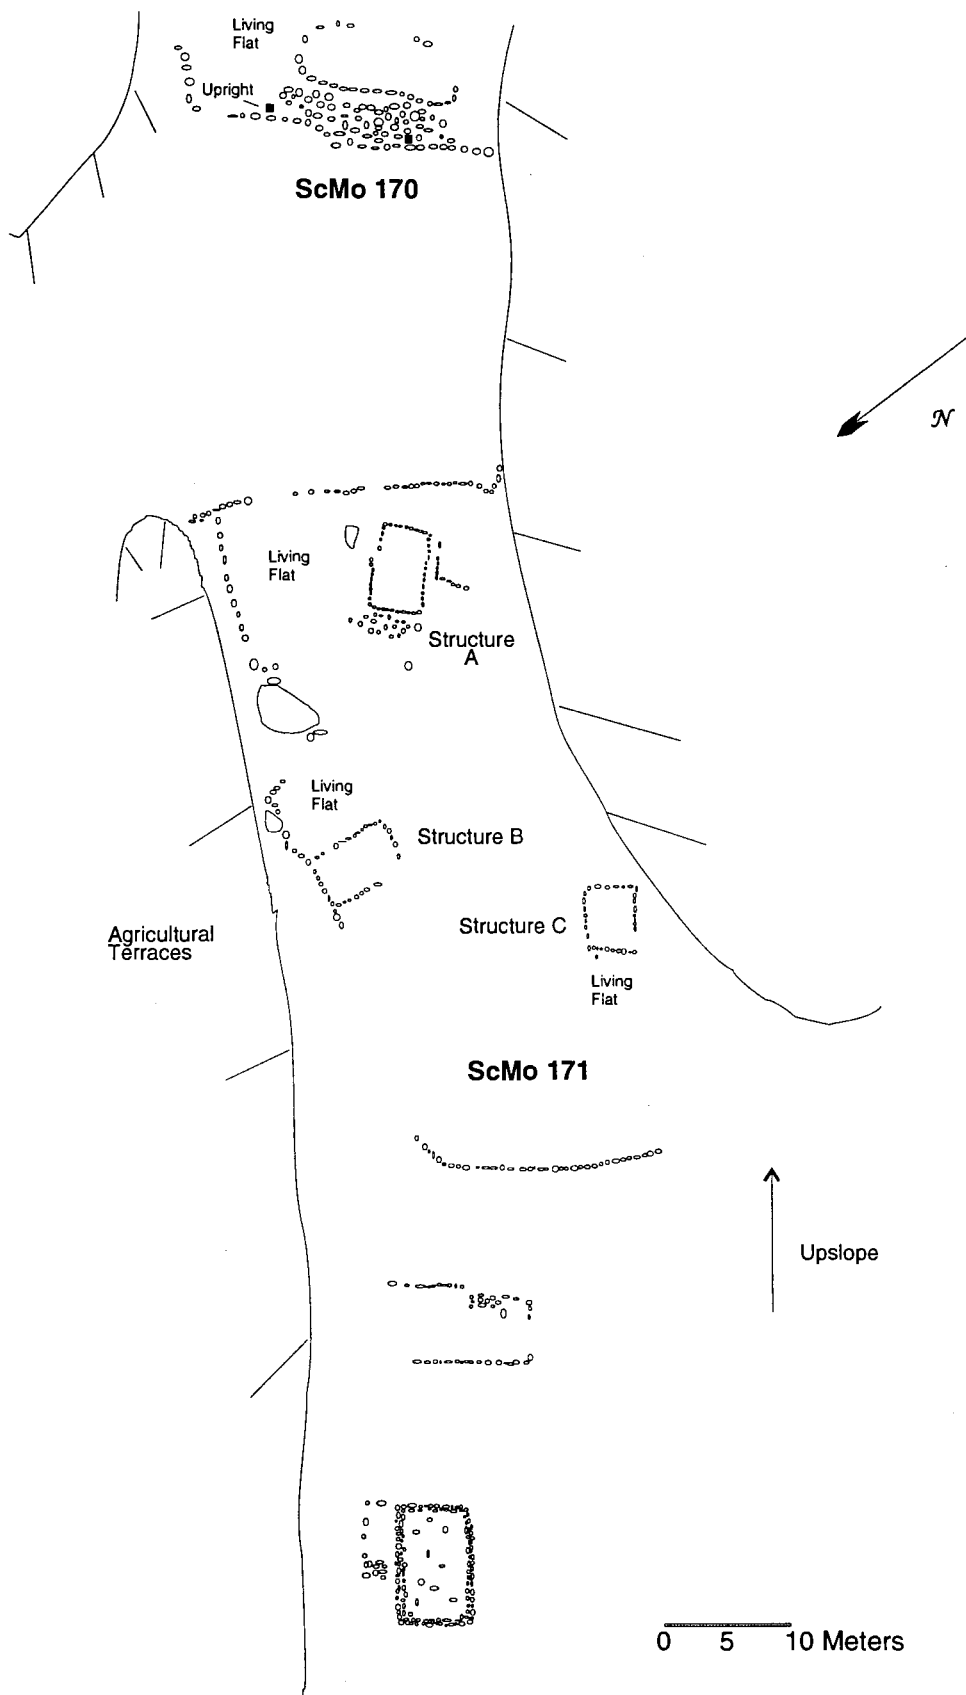 Living
Flat
Upright
ScMo 170
N
Living
Flat
Structure
A
Living
Flat
Structure B
Agricultural
Terraces
Structure C
Living
Flat
ScMo 171
Upslope
0 5 10 Meters